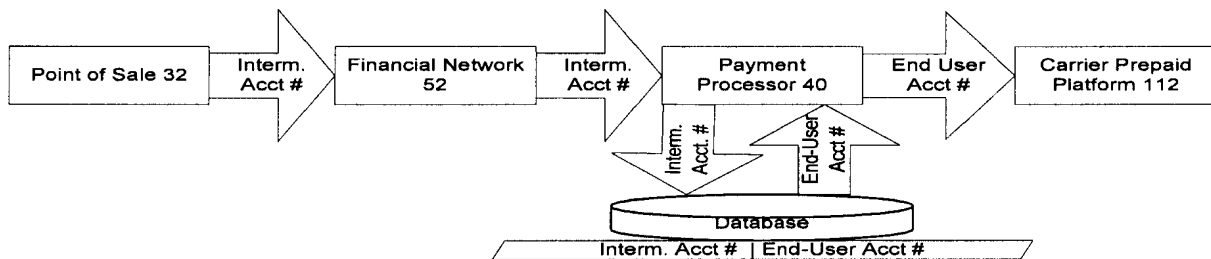 Point of Sale 32
Interm.
Acct #
Financial Network
52
Interm.
Acct #
Payment
Processor 40
End User
Acct #
Carrier Prepaid
Platform 112
Interm.
Acct. #
End-User
Acct #
Database
Interm. Acct # | End-User Acct #